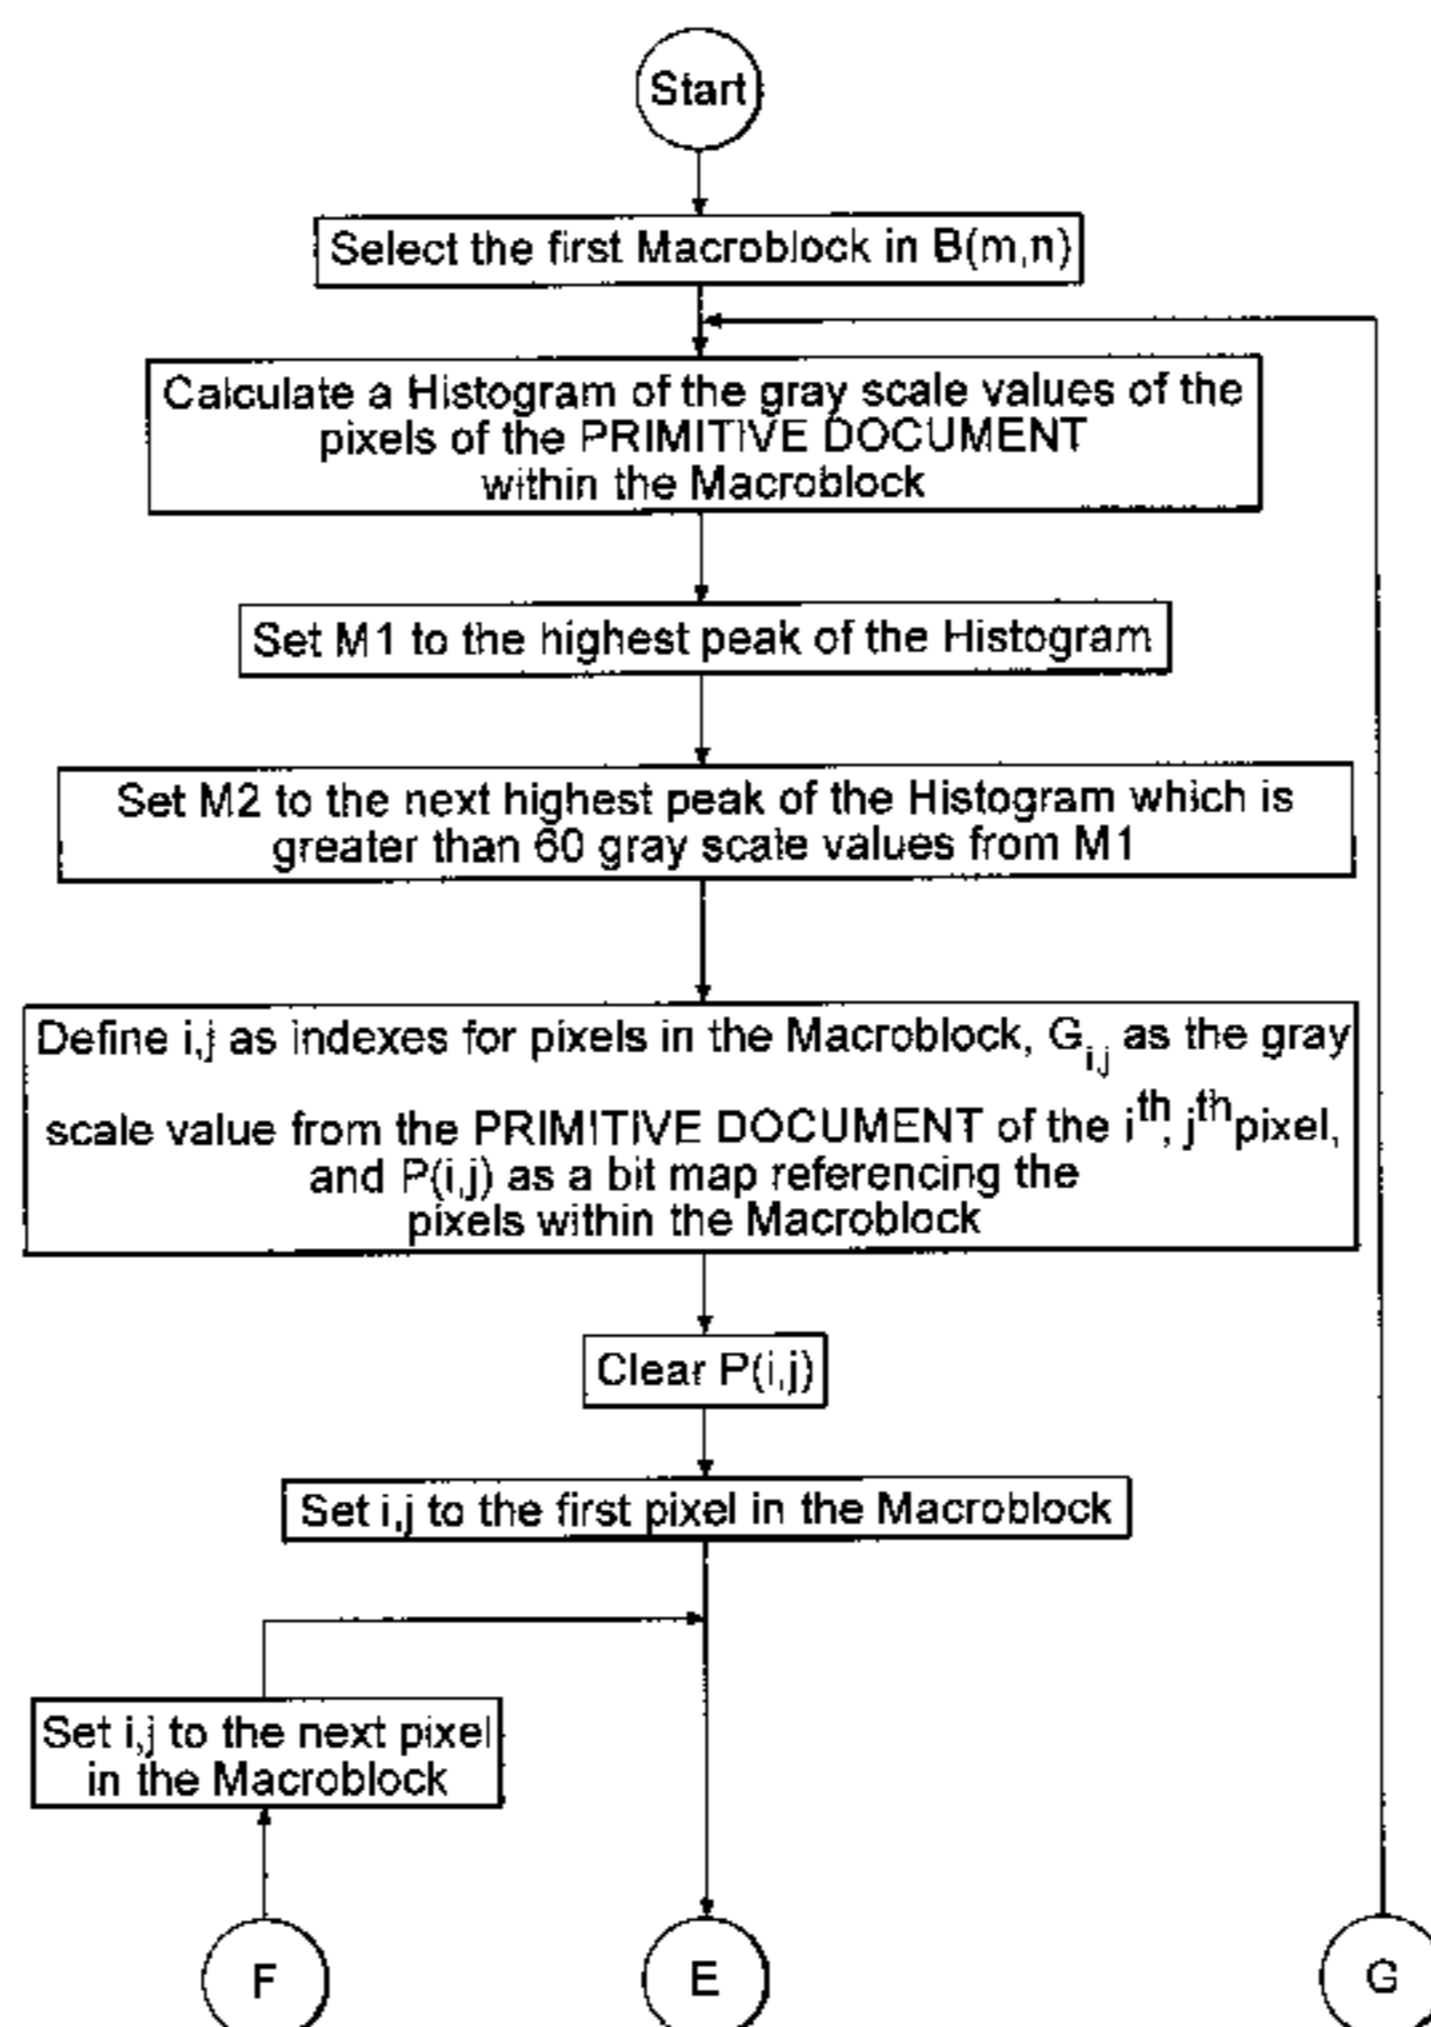 Start
Select the first Macroblock in B(m,n)
Calculate a Histogram of the gray scale values of the
pixels of the PRIMITIVE DOCUMENT
within the Macroblock
Set M1 to the highest peak of the Histogram
Set M2 to the next highest peak of the Histogram which is
greater than 60 gray scale values from M1
Define i,j as indexes for pixels in the Macroblock, G i,j as the gray
scale value from the PRIMITIVE DOCUMENT of the i th, j th pixel,
and P(i,j) as a bit map referencing the
pixels within the Macroblock
Clear P(i,j)
Set i,j to the first pixel in the Macroblock
Set i,j to the next pixel
in the Macroblock
F
E
G